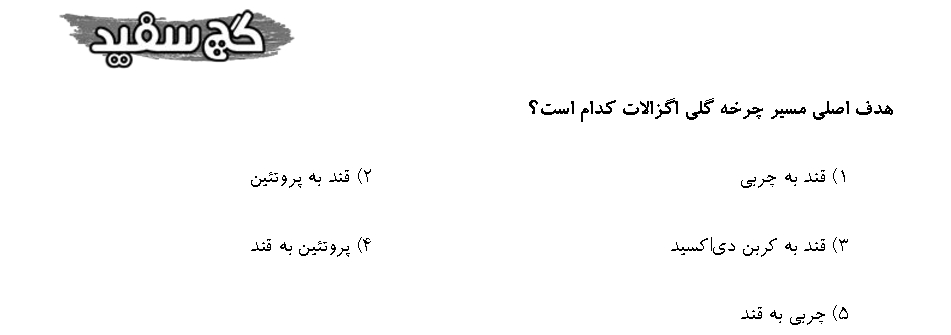 گچ سفید
هدف اصلی مسیر چرخه گلی اگزالات کدام است؟
۱) قند به چربی ۲) قند به پروتئین
۳) قند به کربن دی‌اکسید ۴) پروتئین به قند
۵) چربی به قند